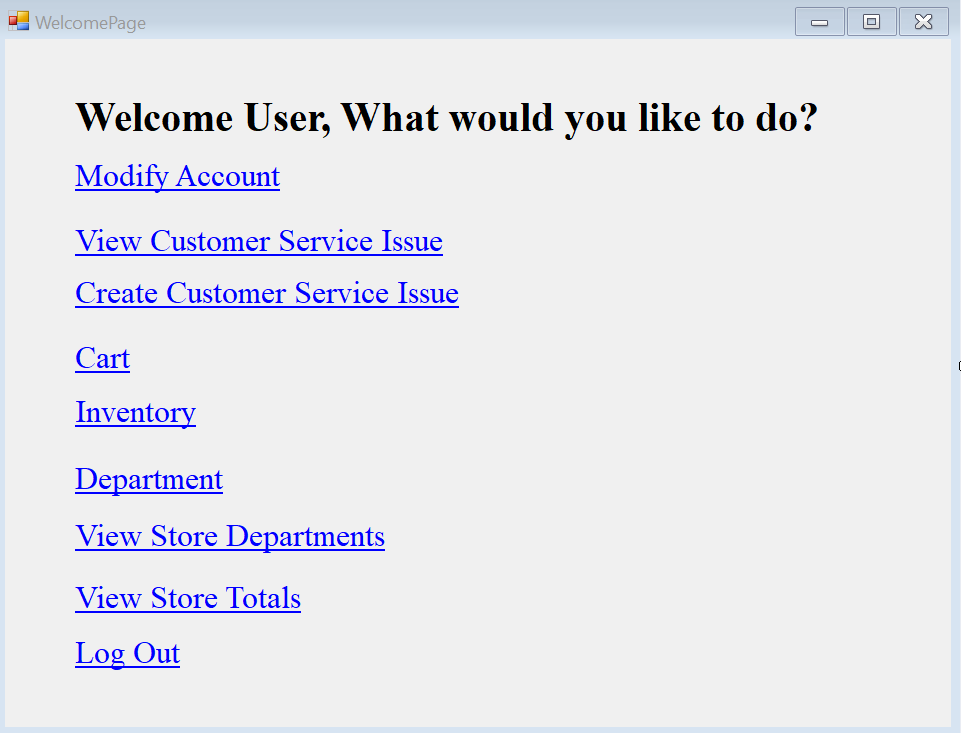 WelcomePage
Welcome User, What would you like to do?
Modify Account
View Customer Service Issue
Create Customer Service Issue
Cart
Inventory
Department
View Store Departments
View Store Totals
Log Out